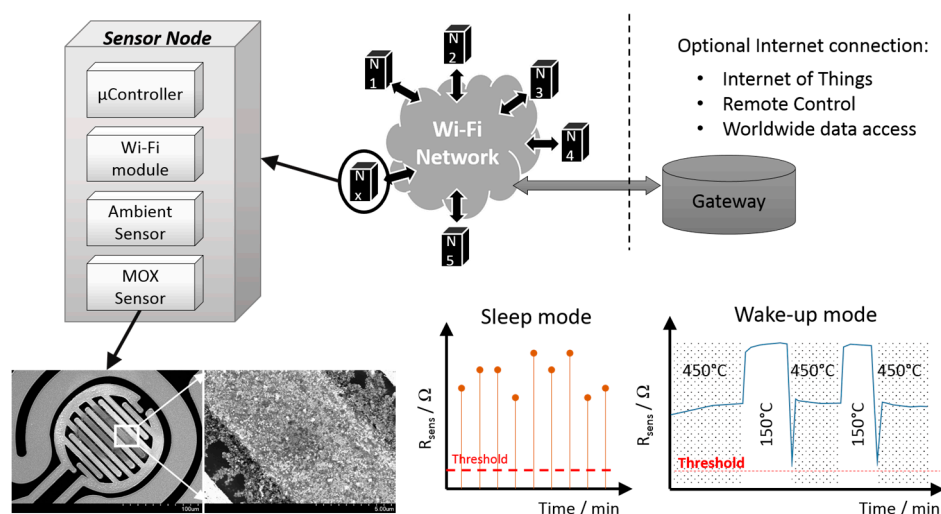 Sensor Node
µController
Wi-Fi
module
Ambient
Sensor
MOX
Sensor
N
1
N
2
N
3
N
4
N
5
N
x
Wi-Fi
Network
Optional Internet connection:
• Internet of Things
• Remote Control
• Worldwide data access
Gateway
100um
5.00um
Sleep mode
R_sens / Ω
Threshold
Time / min
Wake-up mode
R_sens / Ω
450°C
150°C
450°C
150°C
450°C
Threshold
Time / min